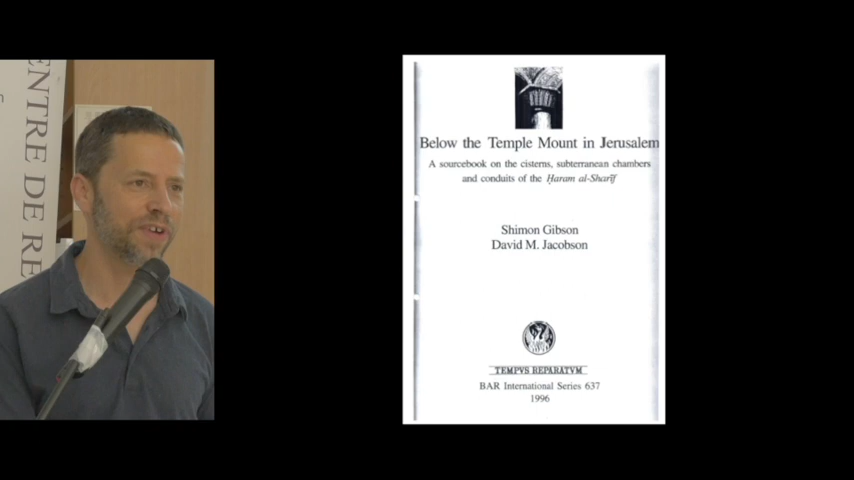 ENTRE DE RE
Below the Temple Mount in Jerusalem
A sourcebook on the cisterns, subterranean chambers
and conduits of the Ḥaram al-Sharīf
Shimon Gibson
David M. Jacobson
TEMPVS REPARATVM
BAR International Series 637
1996